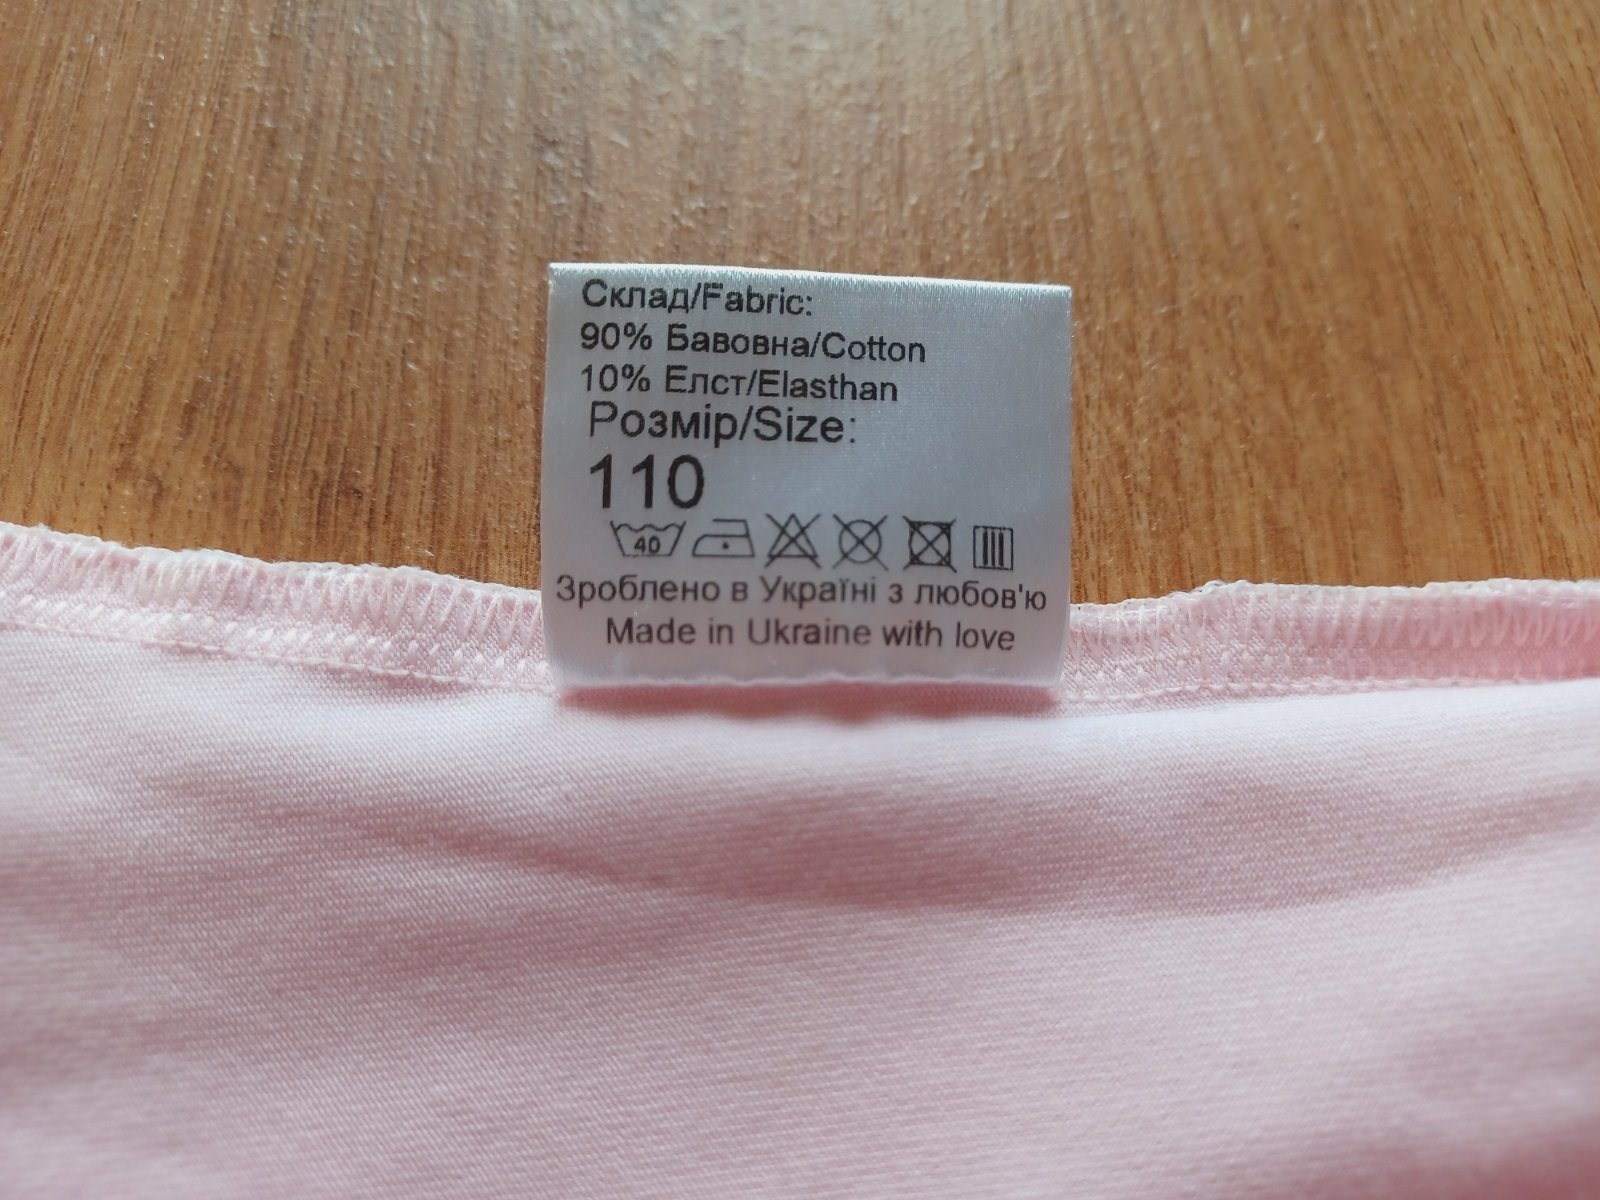 Склад/Fabric:
90% Бавовна/Cotton
10% Елст/Elasthan
Розмір/Size:
110
40
Зроблено в Україні з любов'ю
Made in Ukraine with love